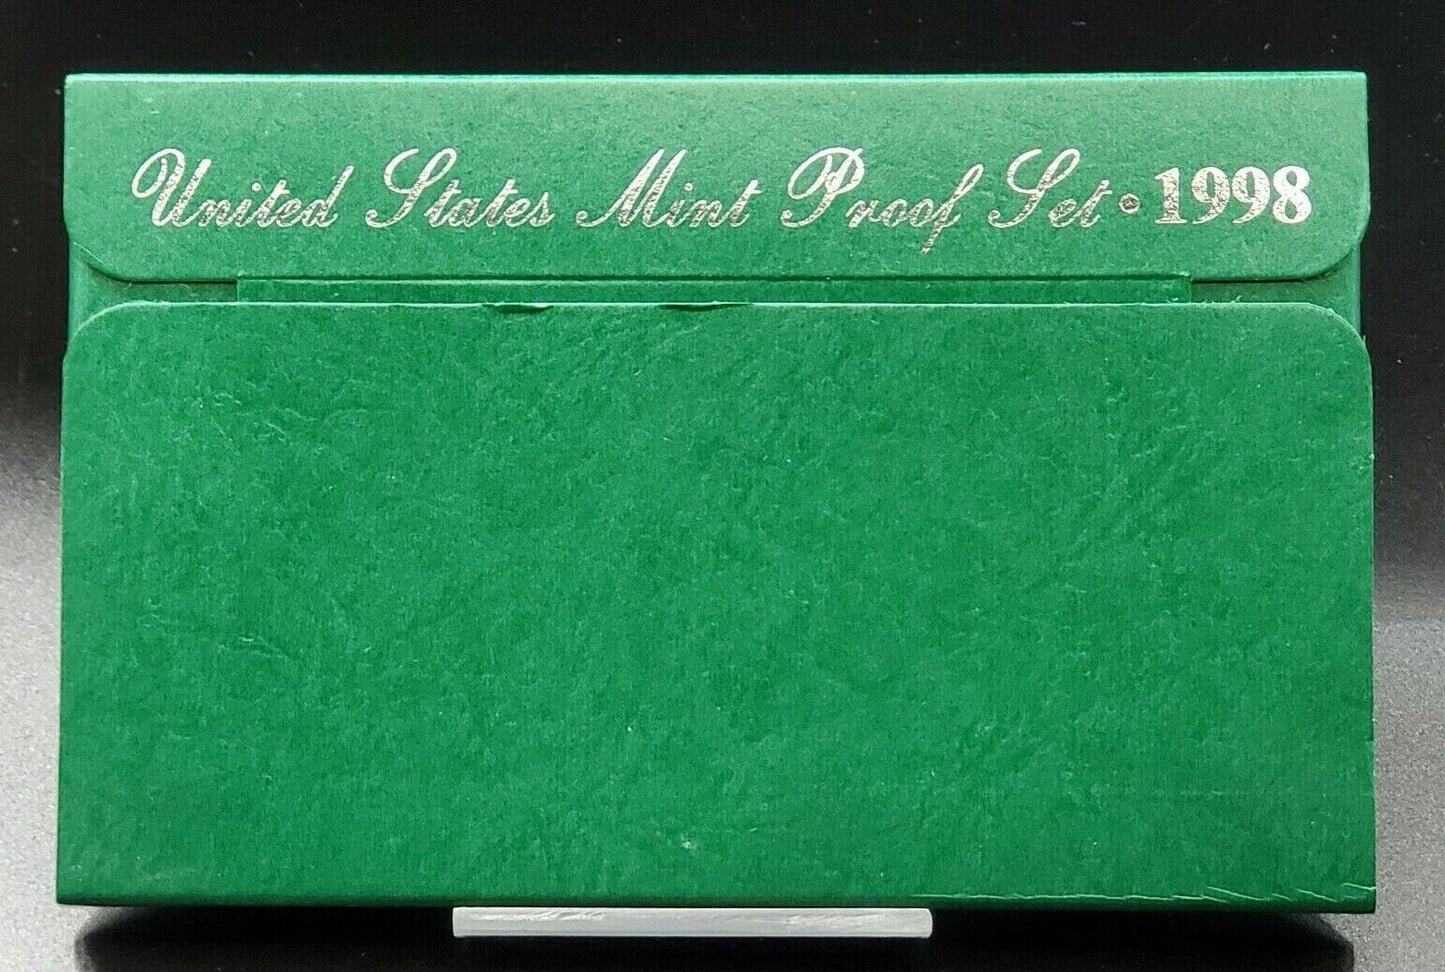 United States Mint Proof Set • 1998